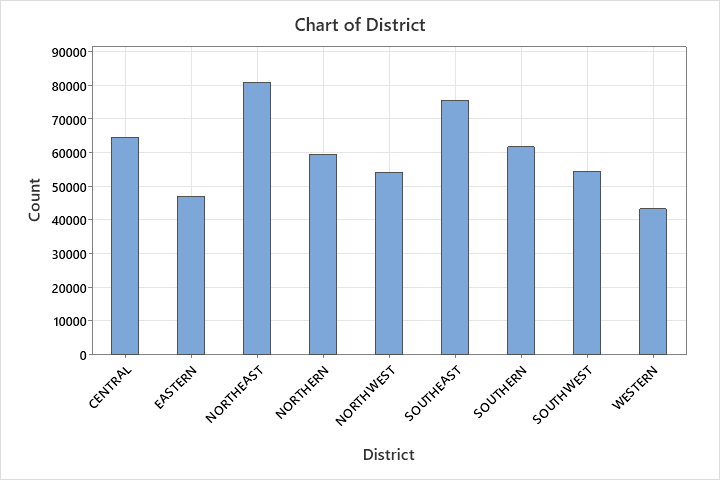 Chart of District
90000
80000
70000
60000
50000
40000
30000
20000
10000
0
Count
CENTRAL
EASTERN
NORTHEAST
NORTHERN
NORTHWEST
SOUTHEAST
SOUTHERN
SOUTHWEST
WESTERN
District